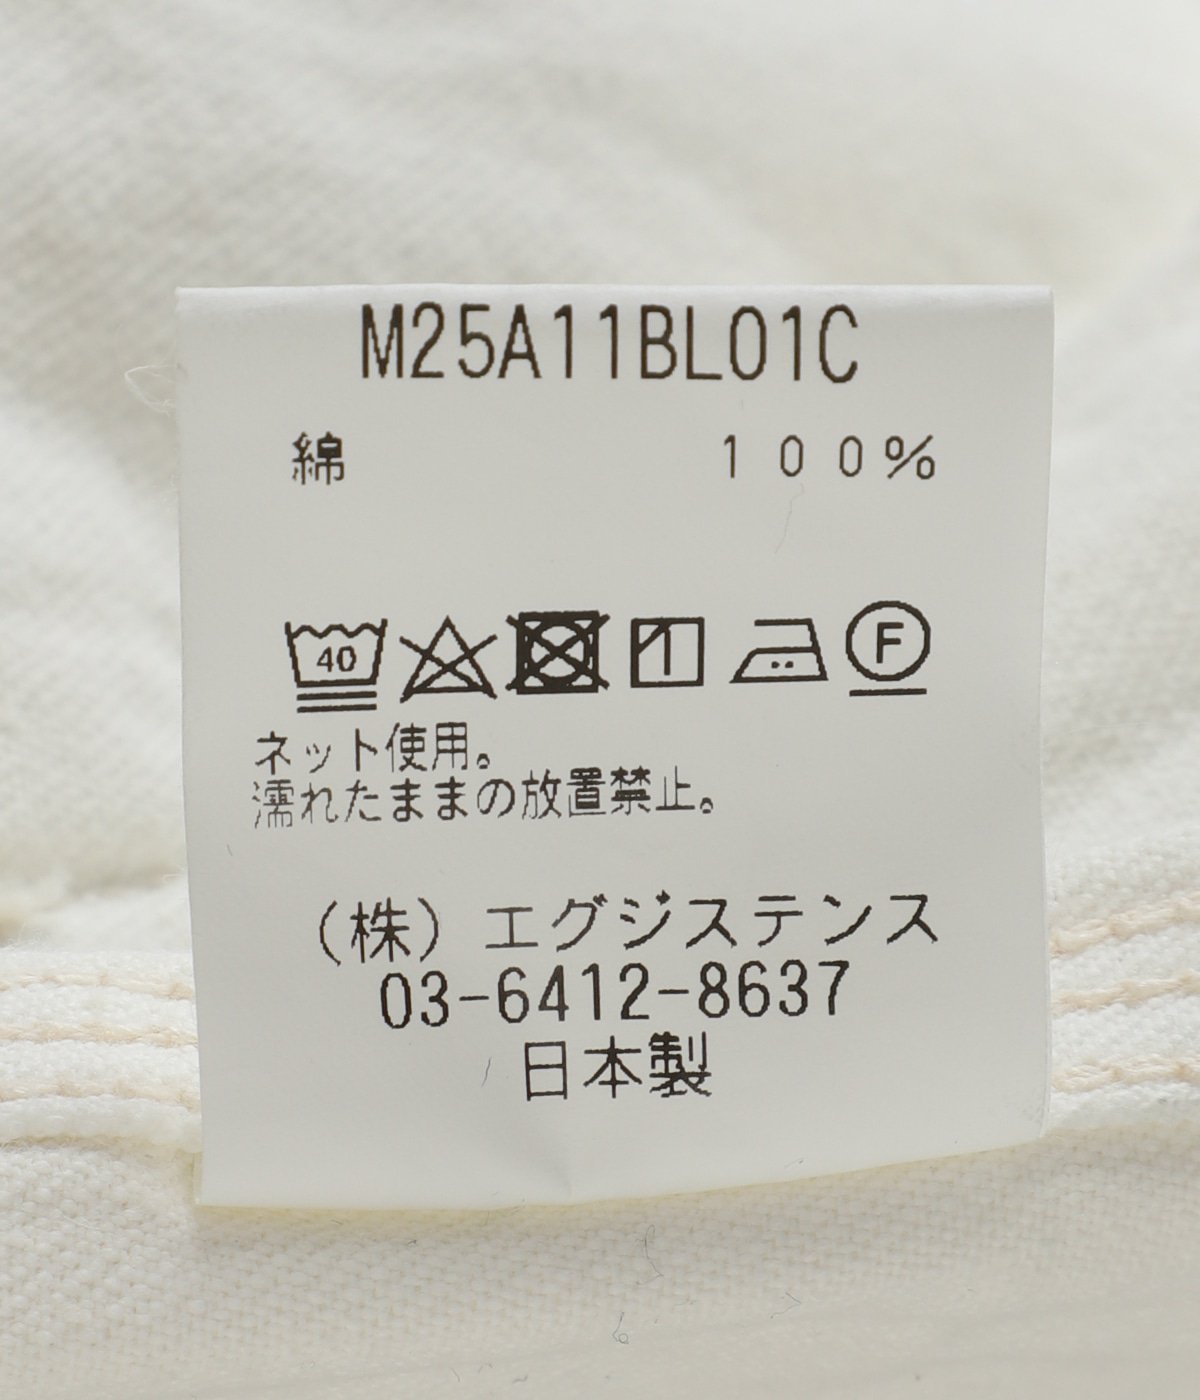 M25A11BL01C
綿 100%
40 F
ネット使用。
濡れたままの放置禁止。
(株)エグジステンス
03-6412-8637
日本製